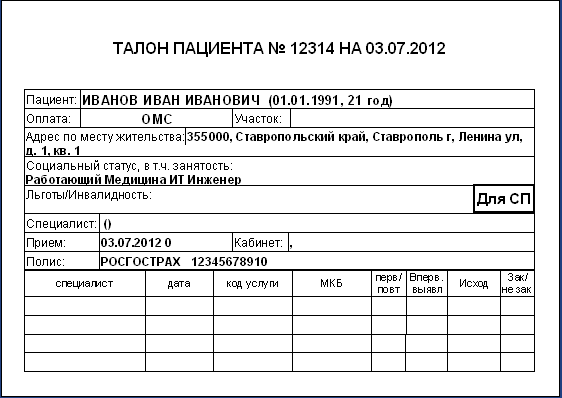 ТАЛОН ПАЦИЕНТА № 12314 НА 03.07.2012
Пациент: ИВАНОВ ИВАН ИВАНОВИЧ (01.01.1991, 21 год)
Оплата: ОМС Участок:
Адрес по месту жительства: 355000, Ставропольский край, Ставрополь г, Ленина ул,
д. 1, кв. 1
Социальный статус, в т.ч. занятость:
Работающий Медицина ИТ Инженер
Льготы/Инвалидность:
Для СП
Специалист: ()
Прием: 03.07.2012 0 Кабинет: ,
Полис: РОСГОСТРАХ 12345678910
специалист дата код услуги МКБ перв/ повт Вперв. выявл Исход Зак/ не зак